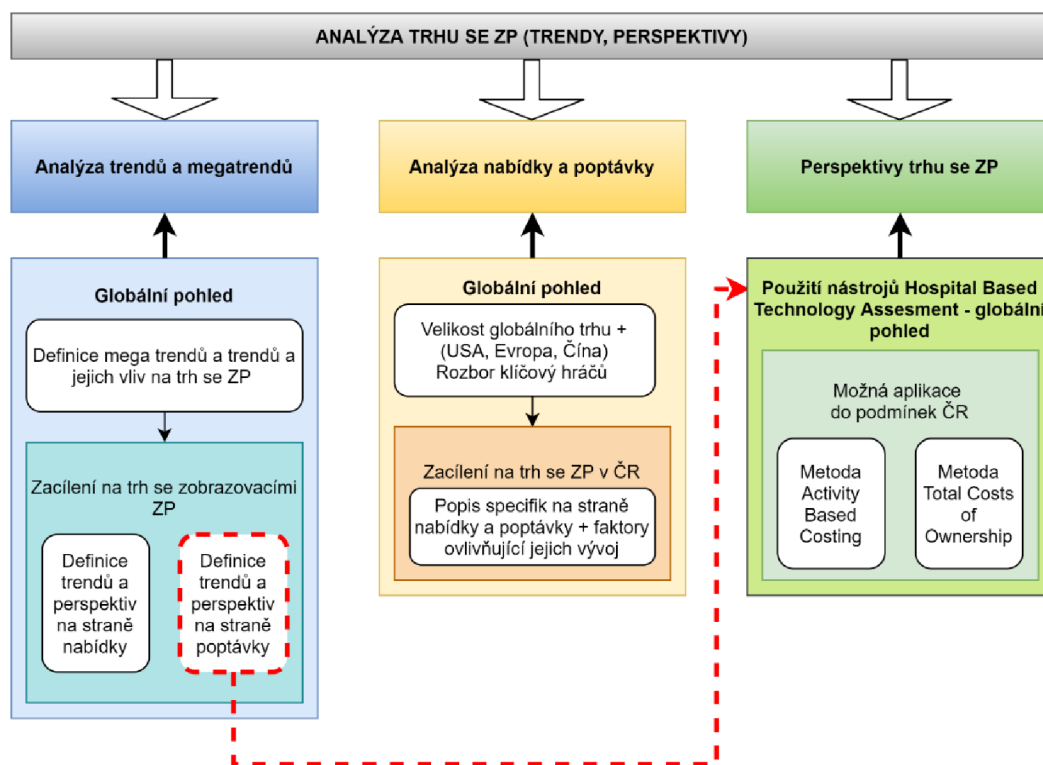 ANALÝZA TRHU SE ZP (TRENDY, PERSPEKTIVY)
Analýza trendů a megatrendů
Globální pohled
Definice mega trendů a trendů a
jejich vliv na trh se ZP
Zacílení na trh se zobrazovacími
ZP
Definice
trendů a
perspektiv
na straně
nabídky
Definice
trendů a
perspektiv
na straně
poptávky
Analýza nabídky a poptávky
Globální pohled
Velikost globálního trhu +
(USA, Evropa, Čína)
Rozbor klíčový hráčů
Zacílení na trh se ZP v ČR
Popis specifik na straně
nabídky a poptávky + faktory
ovlivňující jejich vývoj
Perspektivy trhu se ZP
Použití nástrojů Hospital Based
Technology Assesment - globální
pohled
Možná aplikace
do podmínek ČR
Metoda
Activity
Based
Costing
Metoda
Total Costs
of
Ownership